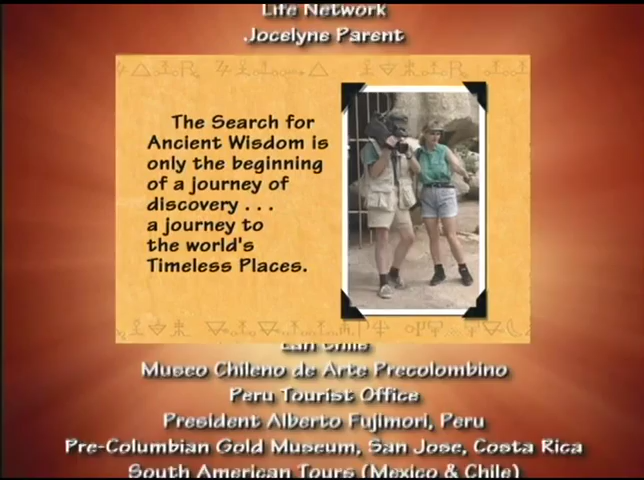 Life Network
.Jocelyne Parent
The Search for
Ancient Wisdom is
only the beginning
of a journey of
discovery . . .
a journey to
the world's
Timeless Places.
Lan Chile
Museo Chileno de Arte Precolombino
Peru Tourist Office
President Alberto Fujimori, Peru
Pre-Columbian Gold Museum, San Jose, Costa Rica
South American Tours (Mexico & Chile)